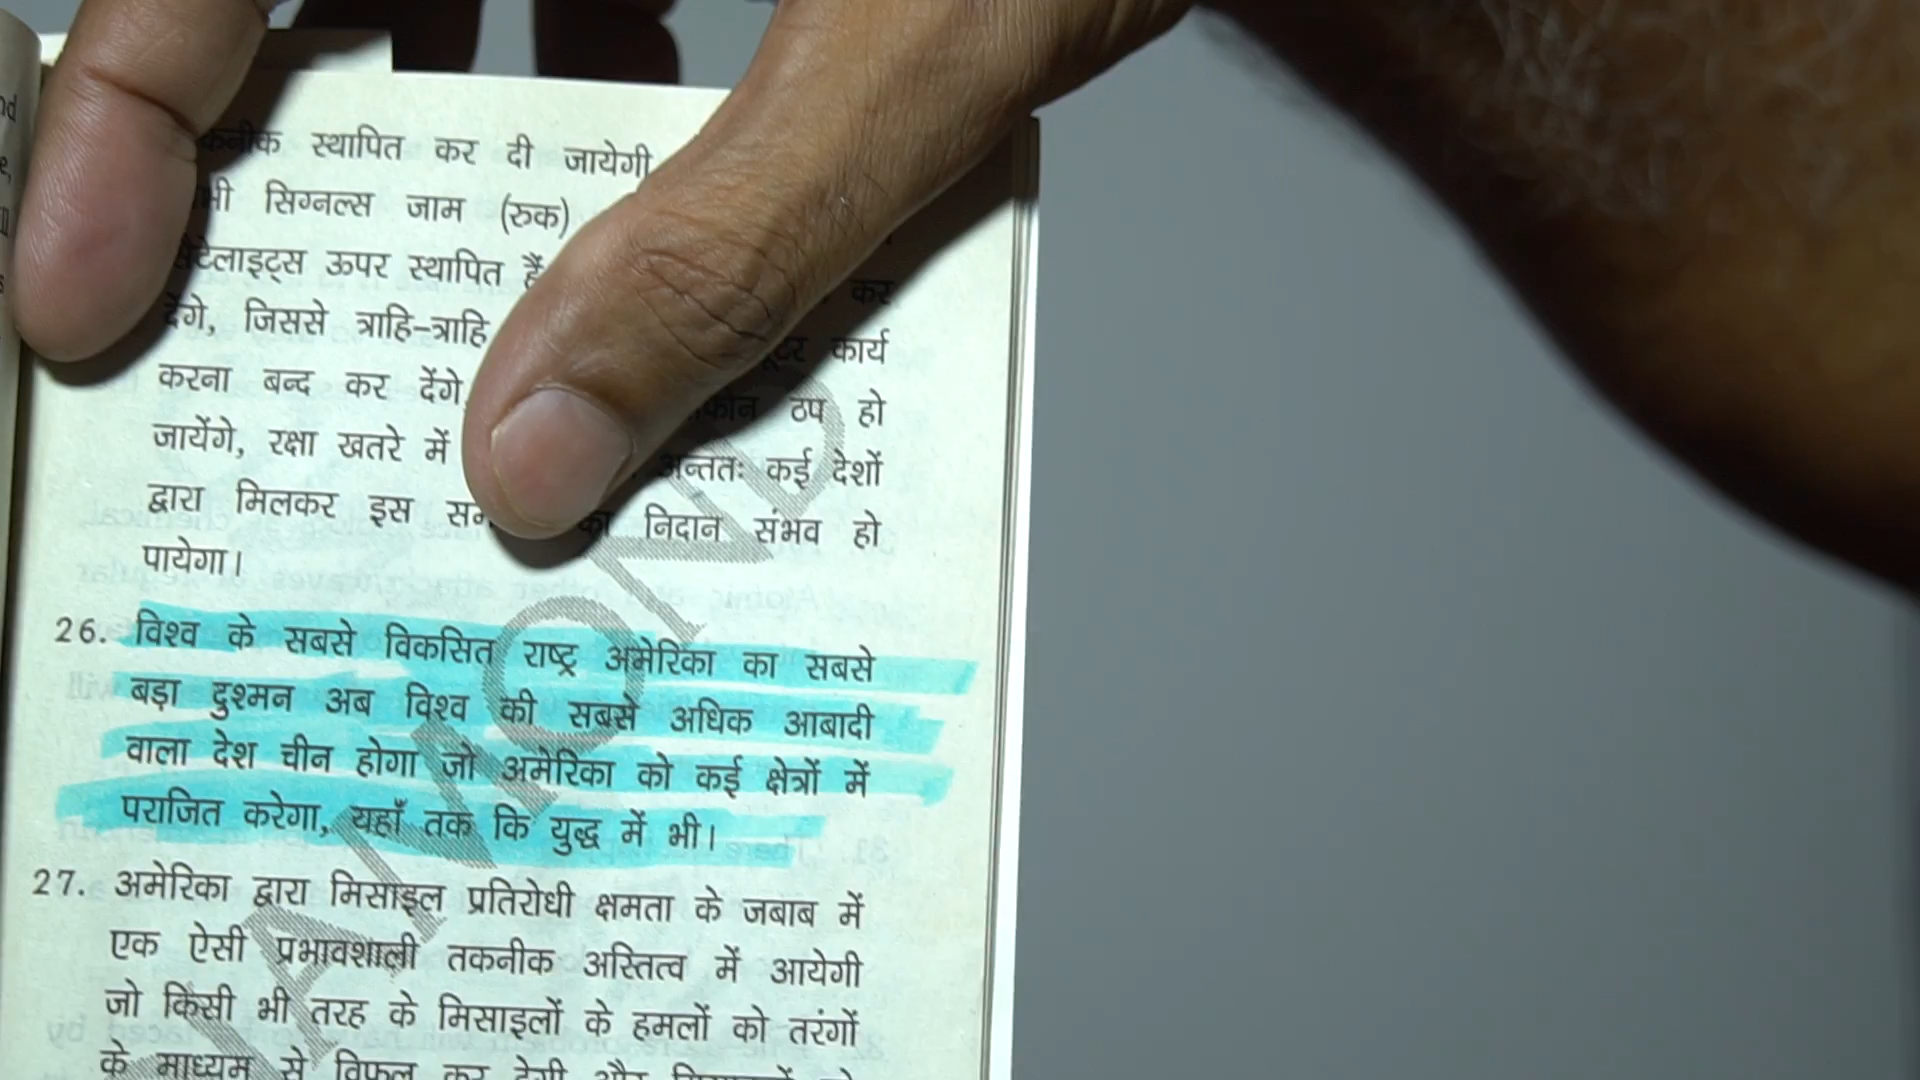 स्थापित कर दी जायेगी
सिग्नल्स जाम (रुक)
ऊपर स्थापित हैं कर
देंगे, जिससे त्राहि-त्राहि कार्य
करना बन्द कर देंगे ठप हो
जायेंगे, रक्षा खतरे में अन्ततः कई देशों
द्वारा मिलकर इस का निदान संभव हो
पायेगा।
26. विश्व के सबसे विकसित राष्ट्र अमेरिका का सबसे
बड़ा दुश्मन अब विश्व की सबसे अधिक आबादी
वाला देश चीन होगा जो अमेरिका को कई क्षेत्रों में
पराजित करेगा, यहाँ तक कि युद्ध में भी।
27. अमेरिका द्वारा मिसाइल प्रतिरोधी क्षमता के जबाब में
एक ऐसी प्रभावशाली तकनीक अस्तित्व में आयेगी
जो किसी भी तरह के मिसाइलों के हमलों को तरंगों
के माध्यम से विफल कर देगी और
DIAMOND